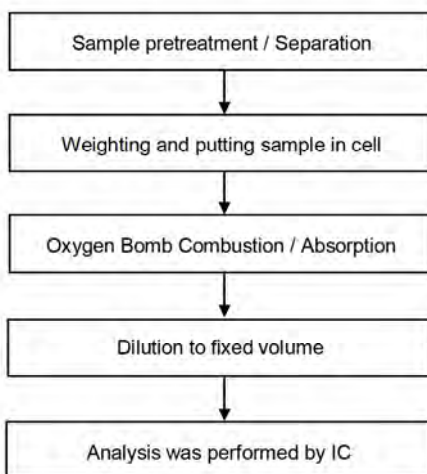 Sample pretreatment / Separation
Weighting and putting sample in cell
Oxygen Bomb Combustion / Absorption
Dilution to fixed volume
Analysis was performed by IC